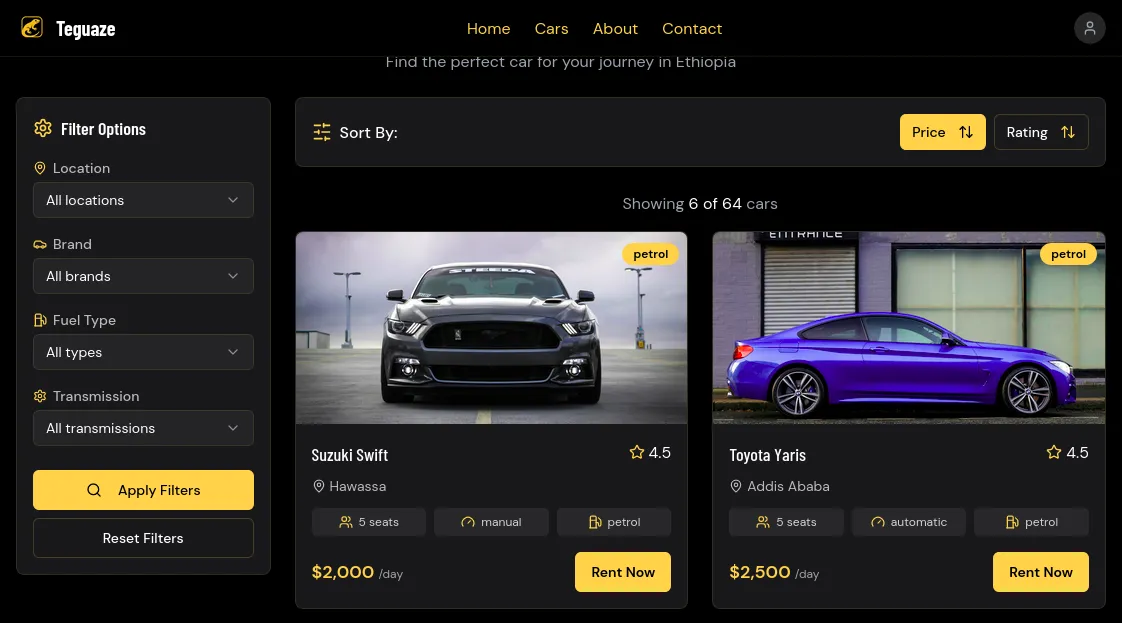 Teguaze
Home Cars About Contact
Find the perfect car for your journey in Ethiopia
Filter Options
Location
All locations
Brand
All brands
Fuel Type
All types
Transmission
All transmissions
Apply Filters
Reset Filters
Sort By:
Price
Rating
Showing 6 of 64 cars
STEEDA
petrol
Suzuki Swift
4.5
Hawassa
5 seats
manual
petrol
$2,000 /day
Rent Now
ENTRANCE
petrol
Toyota Yaris
4.5
Addis Ababa
5 seats
automatic
petrol
$2,500 /day
Rent Now